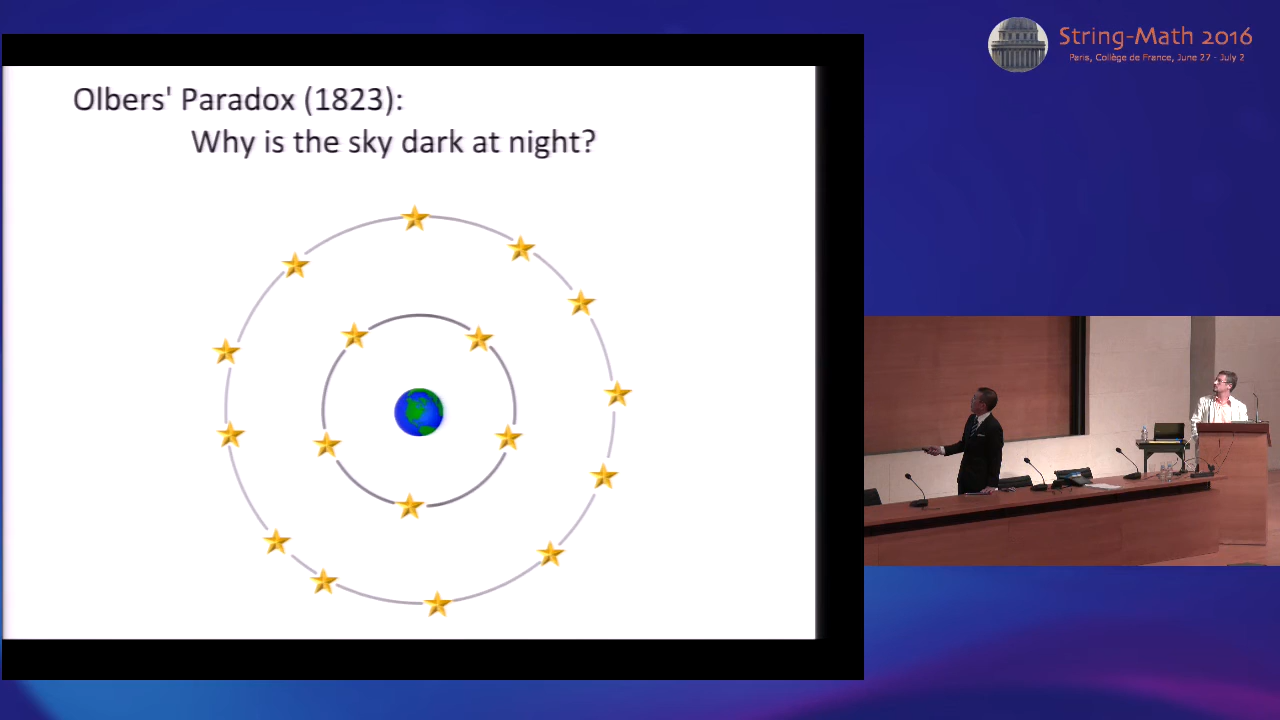 Olbers' Paradox (1823):
Why is the sky dark at night?
String-Math 2016
Paris, Collège de France, June 27 - July 2